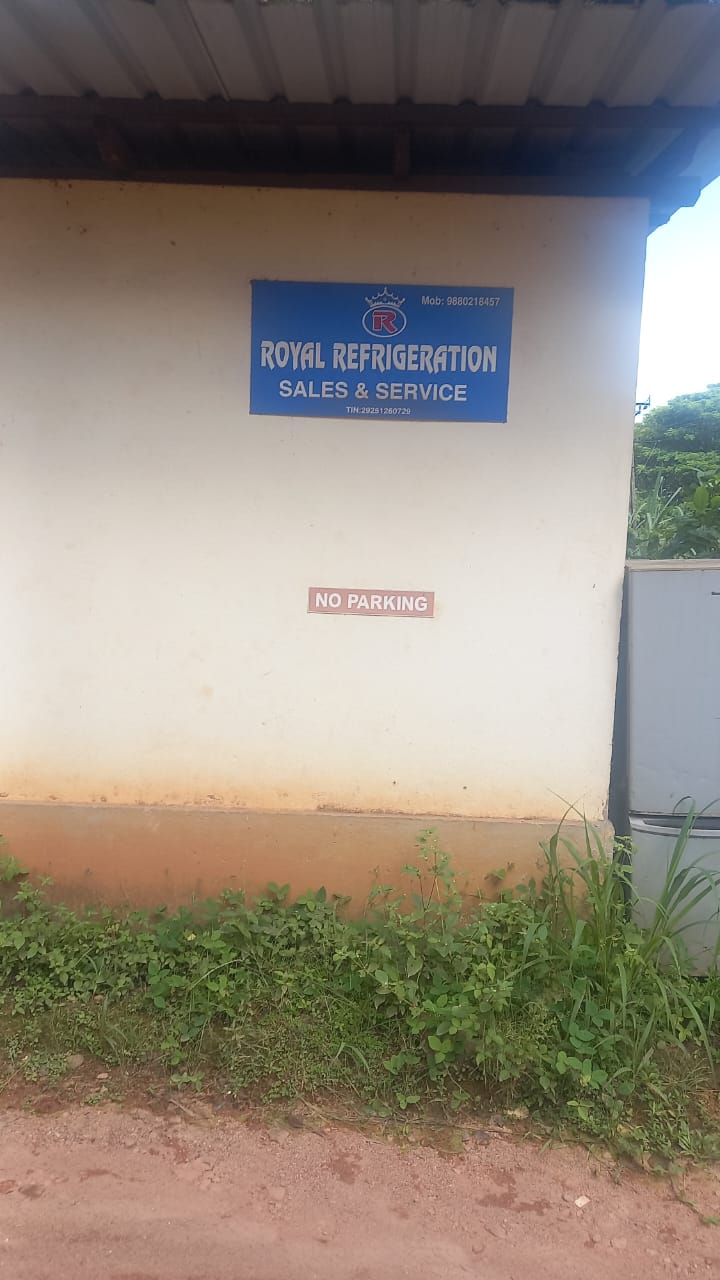 Mob: 9880218457
R
ROYAL REFRIGERATION
SALES & SERVICE
TIN:29251260729
NO PARKING